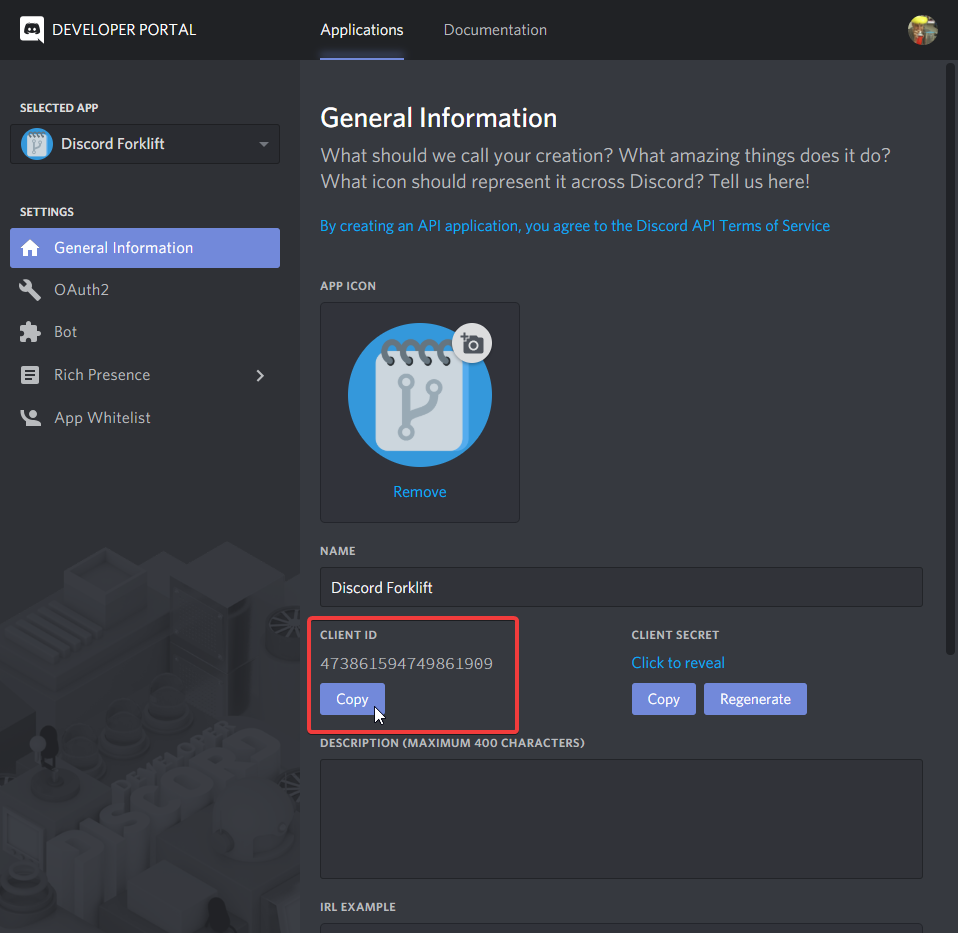 DEVELOPER PORTAL
Applications
Documentation
SELECTED APP
Discord Forklift
SETTINGS
General Information
OAuth2
Bot
Rich Presence
App Whitelist
General Information
What should we call your creation? What amazing things does it do?
What icon should represent it across Discord? Tell us here!
By creating an API application, you agree to the Discord API Terms of Service
APP ICON
Remove
NAME
Discord Forklift
CLIENT ID
473861594749861909
Copy
CLIENT SECRET
Click to reveal
Copy
Regenerate
DESCRIPTION (MAXIMUM 400 CHARACTERS)
IRL EXAMPLE
DEVELOPER
DISCORD